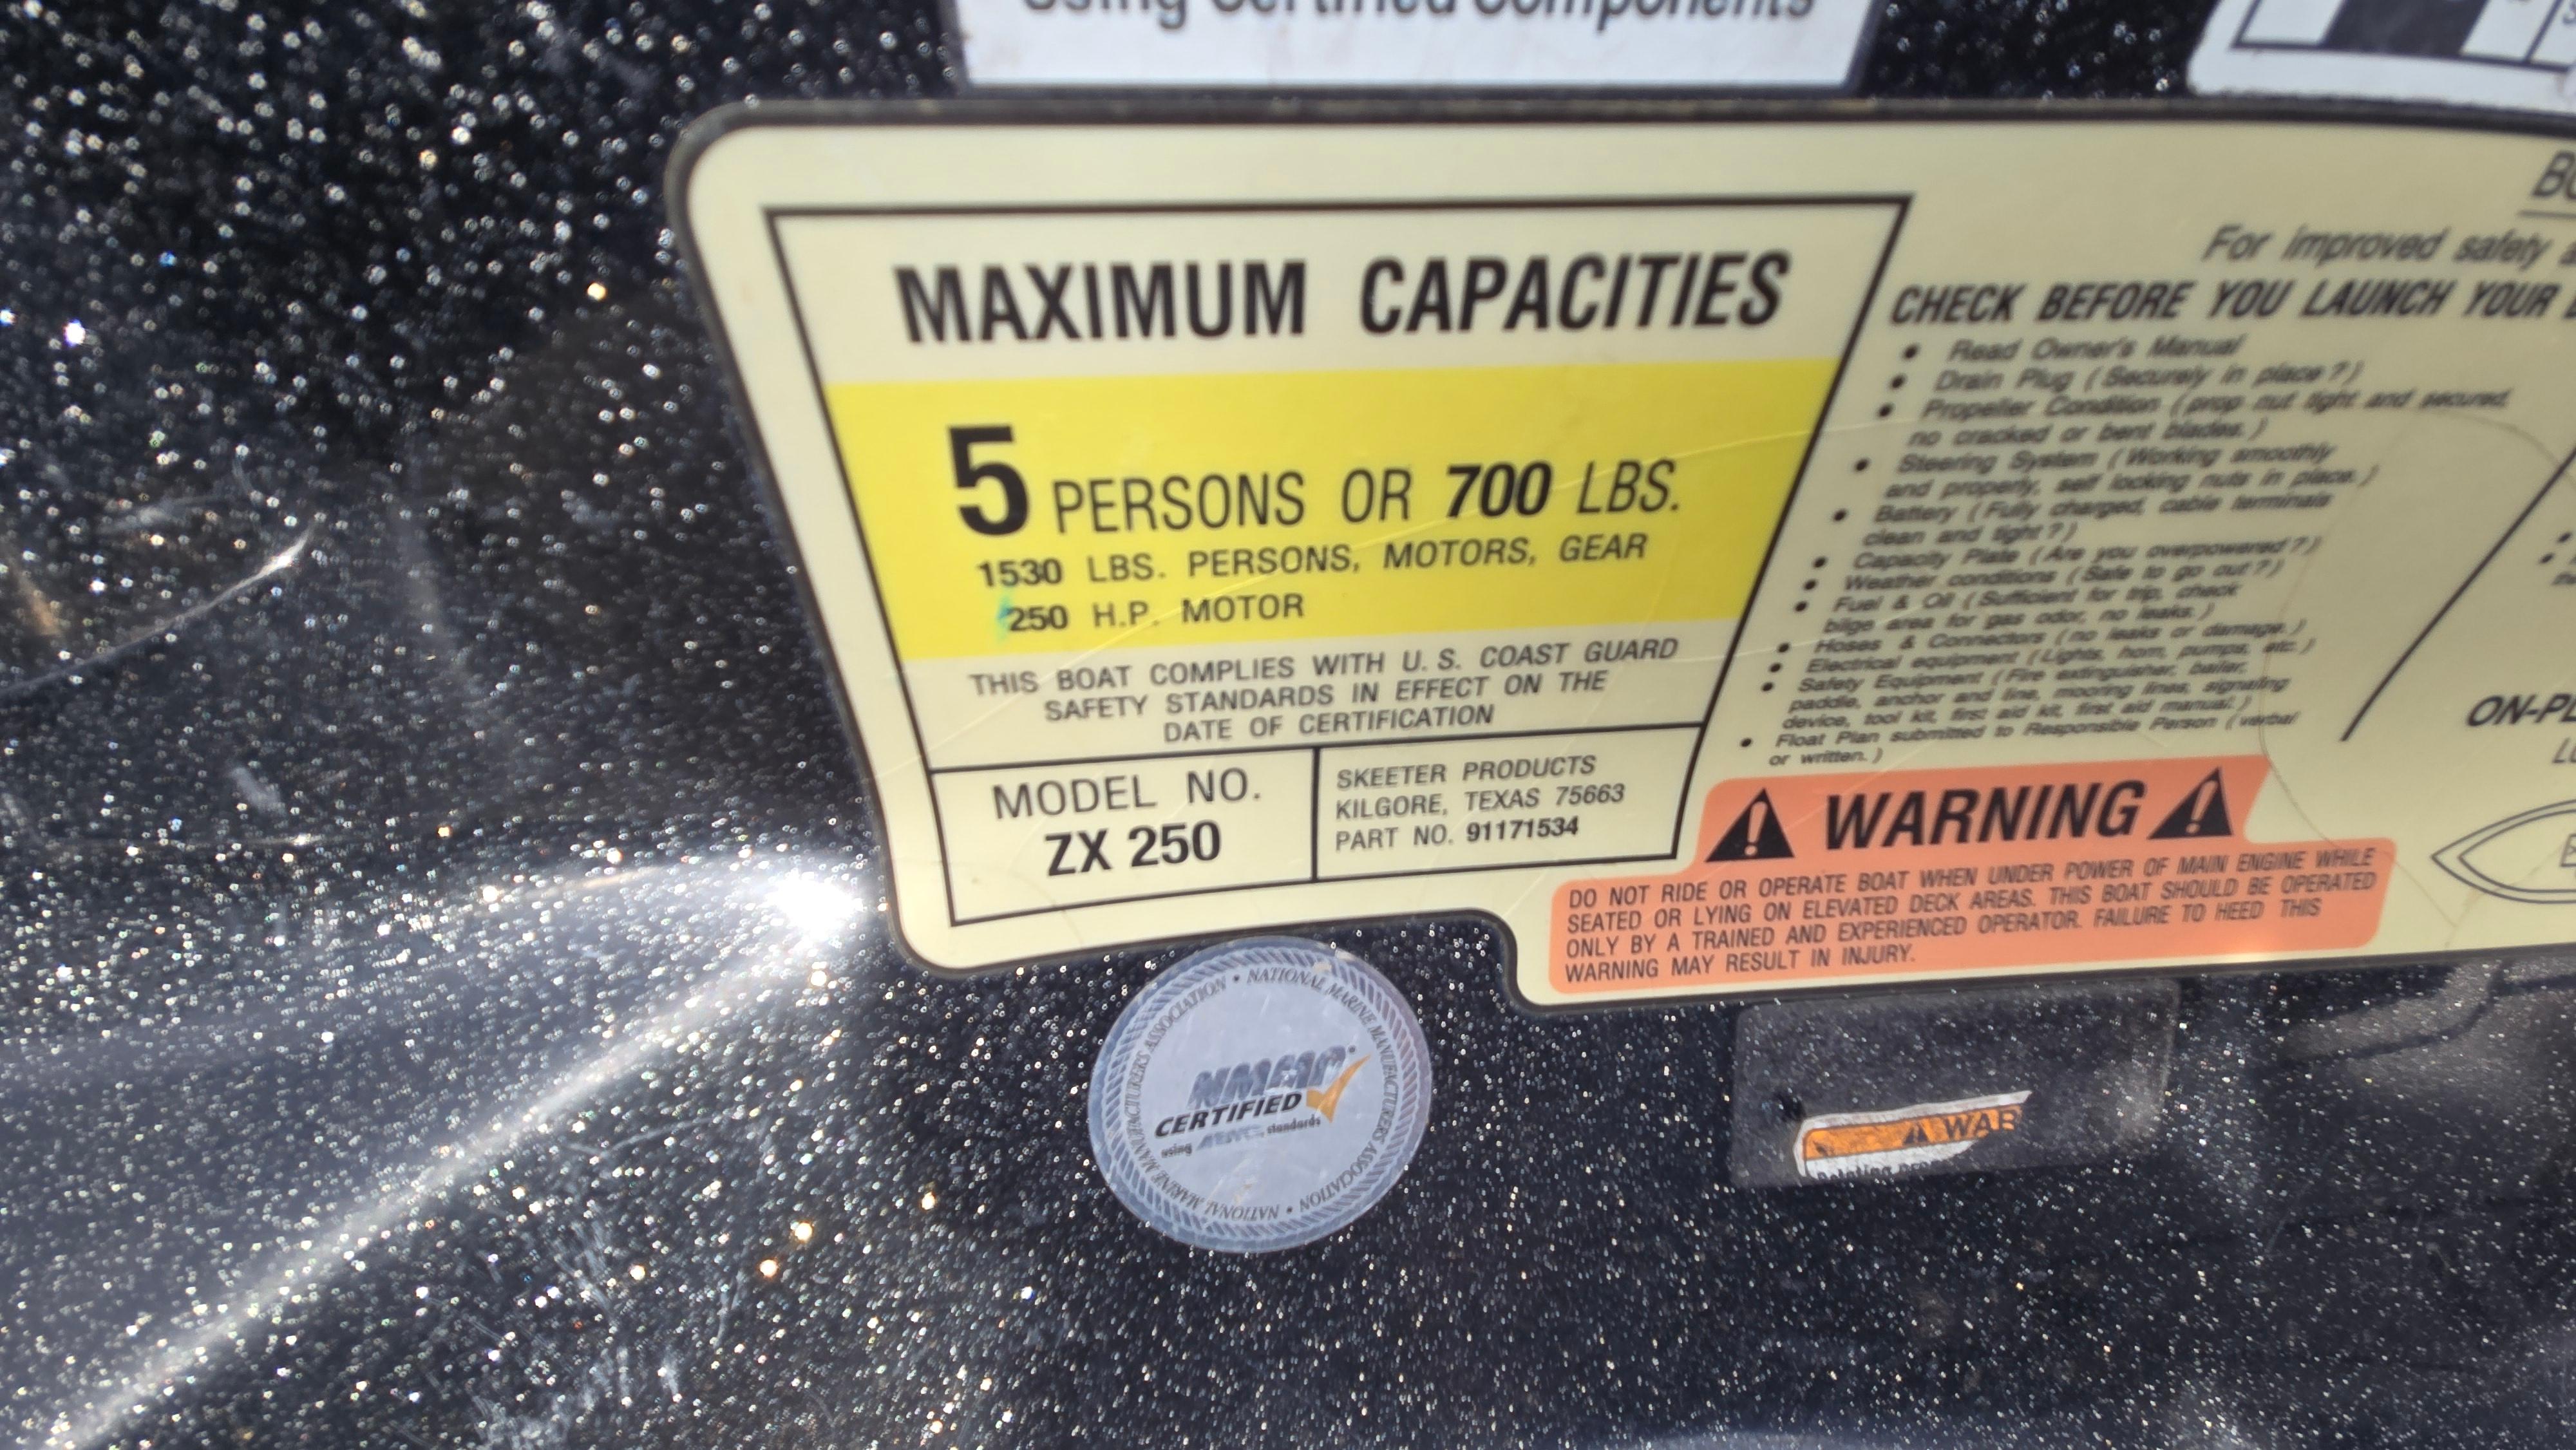 Using Certified Components
MAXIMUM CAPACITIES
5 PERSONS OR 700 LBS.
1530 LBS. PERSONS, MOTORS, GEAR
250 H.P. MOTOR
THIS BOAT COMPLIES WITH U. S. COAST GUARD
SAFETY STANDARDS IN EFFECT ON THE
DATE OF CERTIFICATION
MODEL NO.
ZX 250
SKEETER PRODUCTS
KILGORE, TEXAS 75663
PART NO. 91171534
For improved safety
CHECK BEFORE YOU LAUNCH YOUR
• Read Owner's Manual
• Drain Plug (Securely in place?)
• Propeller Condition (prop nut tight and secured,
no cracked or bent blades.)
• Steering System (Working smoothly
and properly, self locking nuts in place.)
• Battery (Fully charged, cable terminals
clean and tight?)
• Capacity Plate (Are you overpowered?)
• Weather conditions (Safe to go out?)
• Fuel & Oil (Sufficient for trip, check
bilge area for gas odor, no leaks.)
• Hoses & Connectors (no leaks or damage.)
• Electrical equipment (Lights, horn, pumps, etc.)
• Safety Equipment (Fire extinguisher, bailer,
paddle, anchor and line, mooring lines, signaling
device, tool kit, first aid kit, first aid manual.)
• Float Plan submitted to Responsible Person (verbal
or written.)
WARNING
DO NOT RIDE OR OPERATE BOAT WHEN UNDER POWER OF MAIN ENGINE WHILE
SEATED OR LYING ON ELEVATED DECK AREAS. THIS BOAT SHOULD BE OPERATED
ONLY BY A TRAINED AND EXPERIENCED OPERATOR. FAILURE TO HEED THIS
WARNING MAY RESULT IN INJURY.
ON-PL
NATIONAL MARINE MANUFACTURERS ASSOCIATION • NATIONAL MARINE MANUFACTURERS ASSOCIATION •
NMMA
CERTIFIED
using ABYC standards
WAR